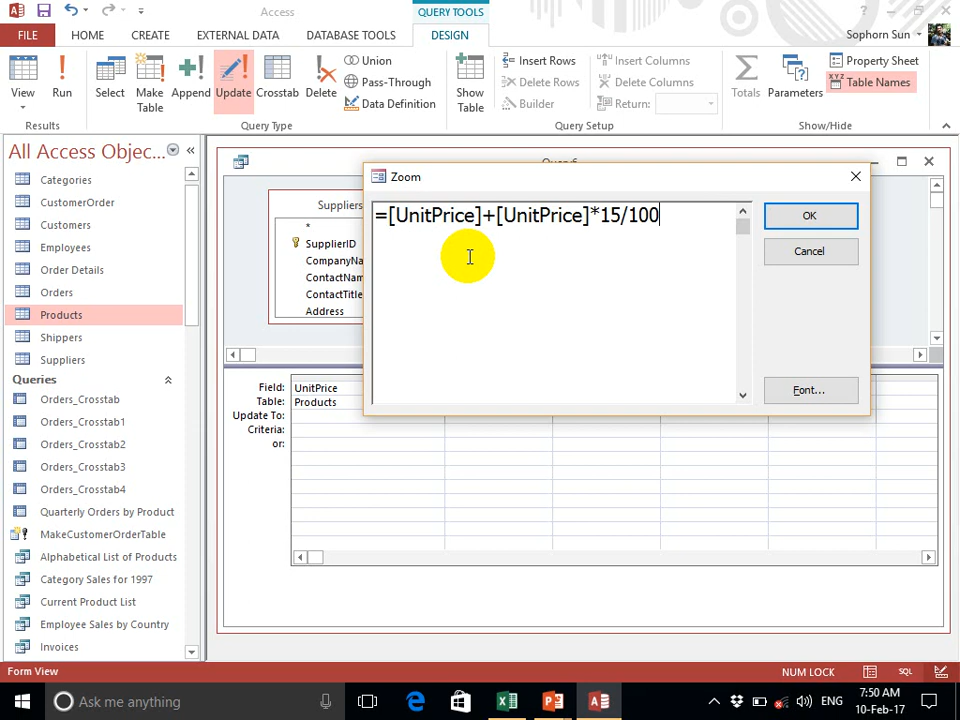 Access
QUERY TOOLS
FILE
HOME
CREATE
EXTERNAL DATA
DATABASE TOOLS
DESIGN
Sophorn Sun
View
Run
Select
Make Table
Append
Update
Crosstab
Delete
Union
Pass-Through
Data Definition
Show Table
Insert Rows
Delete Rows
Builder
Insert Columns
Delete Columns
Return:
Totals
Parameters
Property Sheet
Table Names
Results
Query Type
Query Setup
Show/Hide
All Access Objec...
Categories
CustomerOrder
Customers
Employees
Order Details
Orders
Products
Shippers
Suppliers
Queries
Orders_Crosstab
Orders_Crosstab1
Orders_Crosstab2
Orders_Crosstab3
Orders_Crosstab4
Quarterly Orders by Product
MakeCustomerOrderTable
Alphabetical List of Products
Category Sales for 1997
Current Product List
Employee Sales by Country
Invoices
Suppliers
*
SupplierID
CompanyNa
ContactNam
ContactTitle
Address
Zoom
=[UnitPrice]+[UnitPrice]*15/100
OK
Cancel
Font...
Field: UnitPrice
Table: Products
Update To:
Criteria:
or:
Form View
NUM LOCK
SQL
Ask me anything
ENG
7:50 AM
10-Feb-17